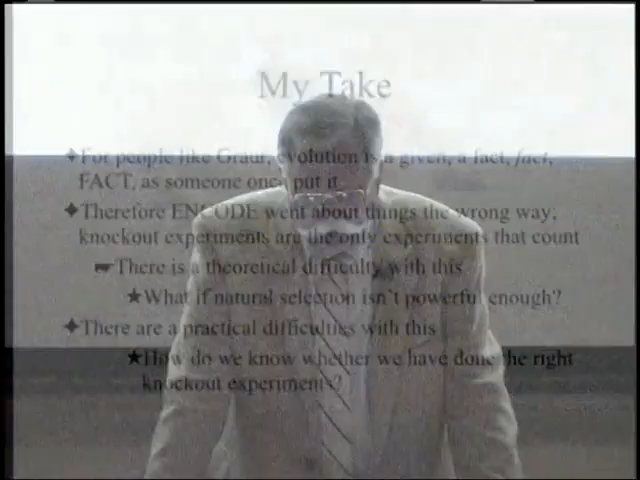 My Take
For people like Graur, evolution is a given, a fact, fact,
FACT, as someone once put it
Therefore ENCODE went about things the wrong way;
knockout experiments are the only experiments that count
There is a theoretical difficulty with this
What if natural selection isn't powerful enough?
There are a practical difficulties with this
How do we know whether we have done the right
knockout experiments?